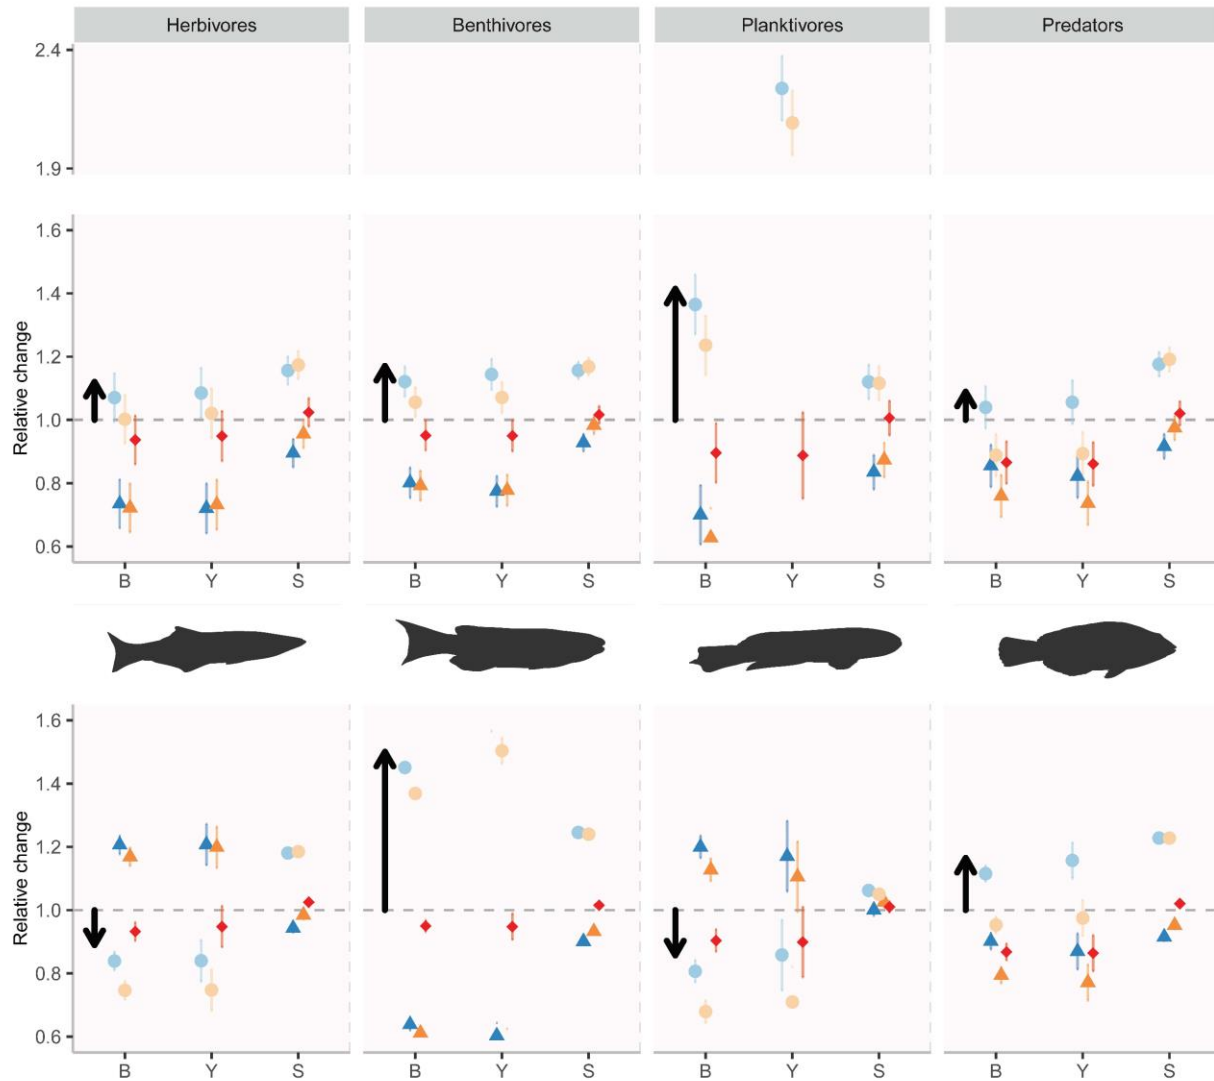 Herbivores Benthivores Planktivores Predators
2.4
1.9
Relative change
1.6
1.4
1.2
1.0
0.8
0.6
B Y S B Y S B Y S B Y S
Relative change
1.6
1.4
1.2
1.0
0.8
0.6
B Y S B Y S B Y S B Y S